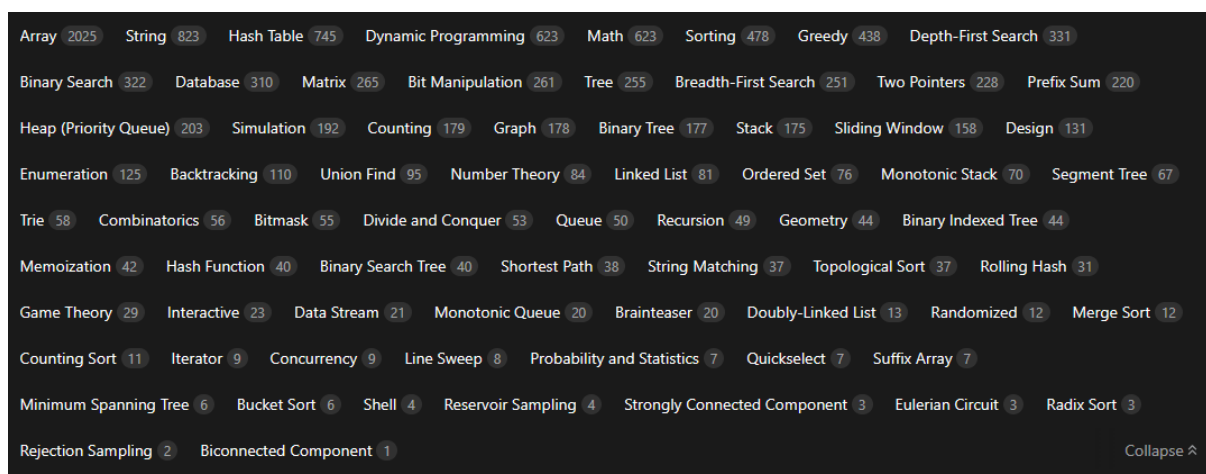 Array 2025 String 823 Hash Table 745 Dynamic Programming 623 Math 623 Sorting 478 Greedy 438 Depth-First Search 331
Binary Search 322 Database 310 Matrix 265 Bit Manipulation 261 Tree 255 Breadth-First Search 251 Two Pointers 228 Prefix Sum 220
Heap (Priority Queue) 203 Simulation 192 Counting 179 Graph 178 Binary Tree 177 Stack 175 Sliding Window 158 Design 131
Enumeration 125 Backtracking 110 Union Find 95 Number Theory 84 Linked List 81 Ordered Set 76 Monotonic Stack 70 Segment Tree 67
Trie 58 Combinatorics 56 Bitmask 55 Divide and Conquer 53 Queue 50 Recursion 49 Geometry 44 Binary Indexed Tree 44
Memoization 42 Hash Function 40 Binary Search Tree 40 Shortest Path 38 String Matching 37 Topological Sort 37 Rolling Hash 31
Game Theory 29 Interactive 23 Data Stream 21 Monotonic Queue 20 Brainteaser 20 Doubly-Linked List 13 Randomized 12 Merge Sort 12
Counting Sort 11 Iterator 9 Concurrency 9 Line Sweep 8 Probability and Statistics 7 Quickselect 7 Suffix Array 7
Minimum Spanning Tree 6 Bucket Sort 6 Shell 4 Reservoir Sampling 4 Strongly Connected Component 3 Eulerian Circuit 3 Radix Sort 3
Rejection Sampling 2 Biconnected Component 1 Collapse